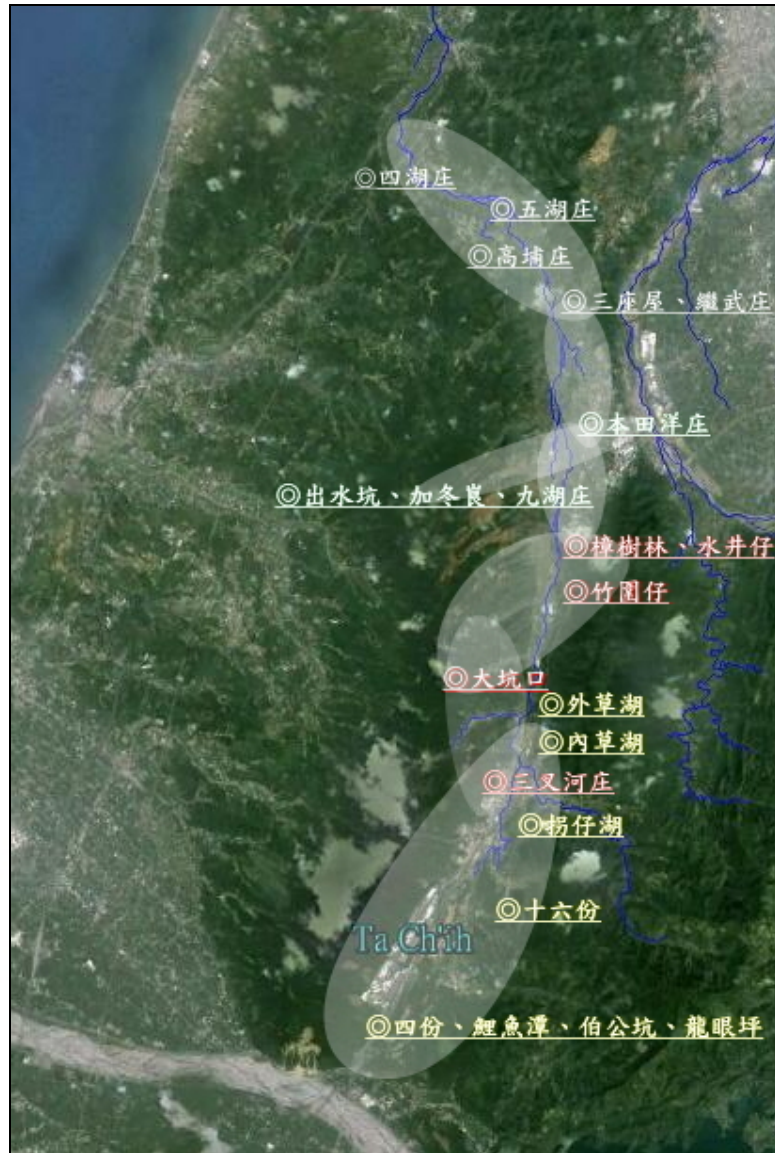 ◎四湖庄
◎五湖庄
◎高埔庄
◎三座屋、繼武庄
◎本田洋庄
◎出水坑、加冬崀、九湖庄
◎樟樹林、水井仔
◎竹圍仔
◎大坑口
◎外草湖
◎內草湖
◎三叉河庄
◎拐仔湖
◎十六份
Ta Ch'ih
◎四份、鯉魚潭、伯公坑、龍眼坪